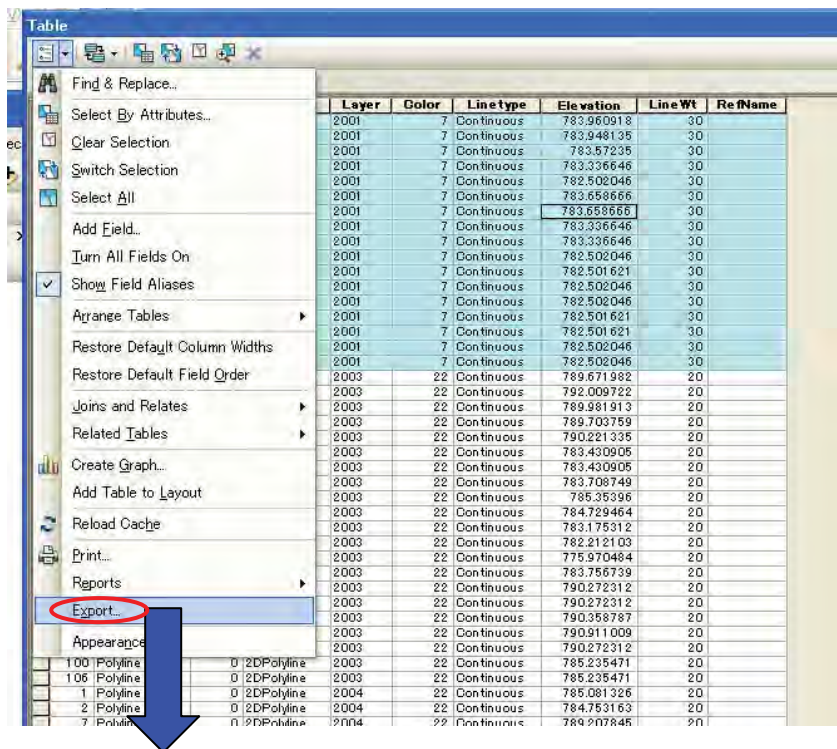 Table
Find & Replace...
Select By Attributes...
Clear Selection
Switch Selection
Select All
Add Field...
Turn All Fields On
Show Field Aliases
Arrange Tables
Restore Default Column Widths
Restore Default Field Order
Joins and Relates
Related Tables
Create Graph...
Add Table to Layout
Reload Cache
Print...
Reports
Export...
Appearance
Layer Color Linetype Elevation LineWt RefName
2001 7 Continuous 783.960918 30
2001 7 Continuous 783.948135 30
2001 7 Continuous 783.57235 30
2001 7 Continuous 783.336646 30
2001 7 Continuous 782.502046 30
2001 7 Continuous 783.658666 30
2001 7 Continuous 783.658666 30
2001 7 Continuous 783.336646 30
2001 7 Continuous 783.336646 30
2001 7 Continuous 782.502046 30
2001 7 Continuous 782.501621 30
2001 7 Continuous 782.502046 30
2001 7 Continuous 782.502046 30
2001 7 Continuous 782.501621 30
2001 7 Continuous 782.501621 30
2001 7 Continuous 782.502046 30
2001 7 Continuous 782.502046 30
2003 22 Continuous 789.671982 20
2003 22 Continuous 792.009722 20
2003 22 Continuous 789.981913 20
2003 22 Continuous 789.703759 20
2003 22 Continuous 790.221335 20
2003 22 Continuous 783.430905 20
2003 22 Continuous 783.430905 20
2003 22 Continuous 783.708749 20
2003 22 Continuous 785.35396 20
2003 22 Continuous 784.729464 20
2003 22 Continuous 783.175312 20
2003 22 Continuous 782.212103 20
2003 22 Continuous 775.970484 20
2003 22 Continuous 783.756739 20
2003 22 Continuous 790.272312 20
2003 22 Continuous 790.272312 20
2003 22 Continuous 790.358787 20
2003 22 Continuous 790.911009 20
2003 22 Continuous 790.272312 20
100 Polyline 0 2DPolyline 2003 22 Continuous 785.235471 20
106 Polyline 0 2DPolyline 2003 22 Continuous 785.235471 20
1 Polyline 0 2DPolyline 2004 22 Continuous 785.081326 20
2 Polyline 0 2DPolyline 2004 22 Continuous 784.753163 20
7 Polyline 0 2DPolyline 2004 22 Continuous 789.207845 20